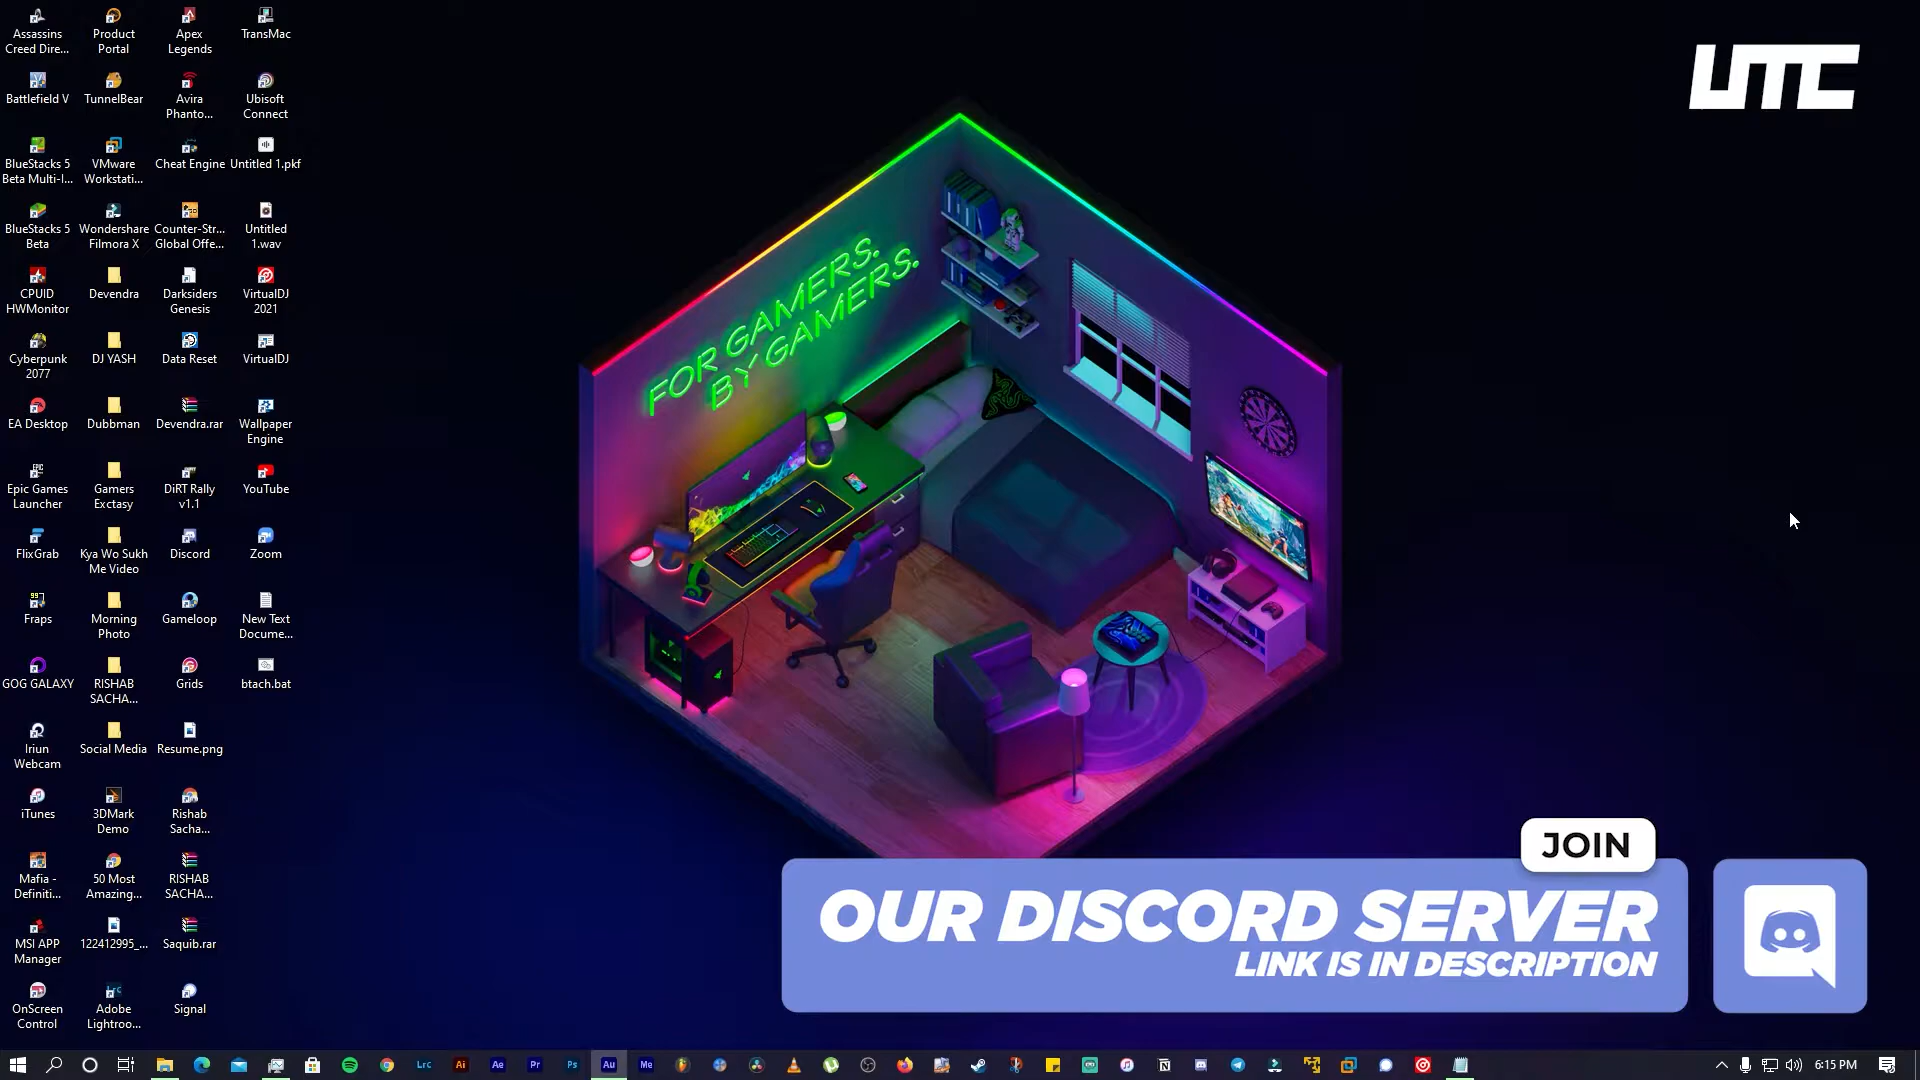 Assassins
Creed Dire...
Product
Portal
Apex
Legends
TransMac
UTC
Battlefield V
TunnelBear
Avira
Phanto...
Ubisoft
Connect
BlueStacks 5
Beta Multi-I...
VMware
Workstati...
Cheat Engine
Untitled 1.pkf
BlueStacks 5
Beta
Wondershare
Filmora X
Counter-Str...
Global Offe...
Untitled
1.wav
CPUID
HWMonitor
Devendra
Darksiders
Genesis
VirtualDJ
2021
Cyberpunk
2077
DJ YASH
Data Reset
VirtualDJ
EA Desktop
Dubbman
Devendra.rar
Wallpaper
Engine
Epic Games
Launcher
Gamers
Exctasy
DiRT Rally
v1.1
YouTube
FlixGrab
Kya Wo Sukh
Me Video
Discord
Zoom
Fraps
Morning
Photo
Gameloop
New Text
Docume...
GOG GALAXY
RISHAB
SACHA...
Grids
btach.bat
Iriun
Webcam
Social Media
Resume.png
iTunes
3DMark
Demo
Rishab
Sacha...
Mafia -
Definiti...
50 Most
Amazing...
RISHAB
SACHA...
MSI APP
Manager
122412995_...
Saquib.rar
OnScreen
Control
Adobe
Lightroo...
Signal
FOR GAMERS.
BY GAMERS.
JOIN
OUR DISCORD SERVER
LINK IS IN DESCRIPTION
Lrc
Ai
Ae
Pr
Ps
Au
Me
6:15 PM